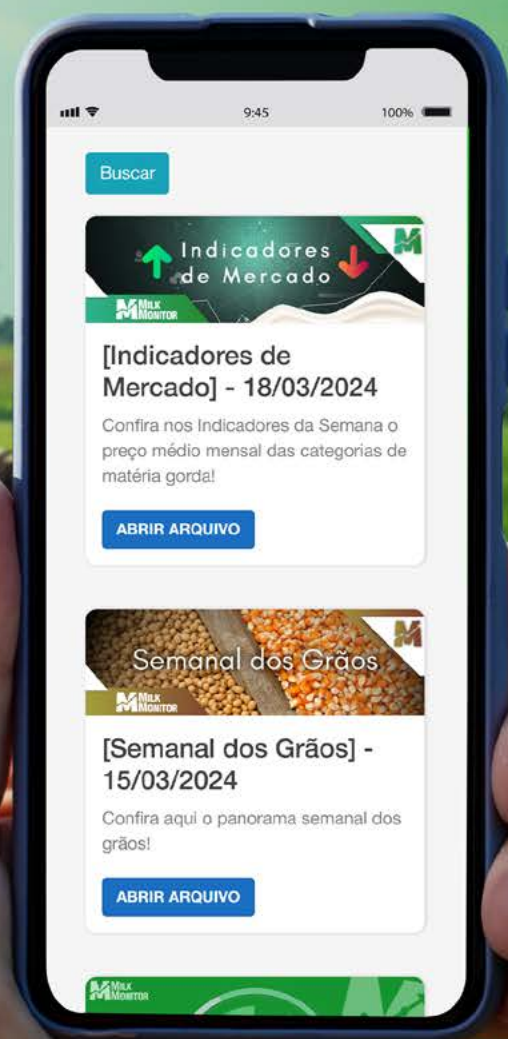 9:45
100%
Buscar
Indicadores
de Mercado
MILK
MONITOR
[Indicadores de
Mercado] - 18/03/2024
Confira nos Indicadores da Semana o
preço médio mensal das categorias de
matéria gorda!
ABRIR ARQUIVO
Semanal dos Grãos
MILK
MONITOR
[Semanal dos Grãos] -
15/03/2024
Confira aqui o panorama semanal dos
grãos!
ABRIR ARQUIVO
MILK
MONITOR